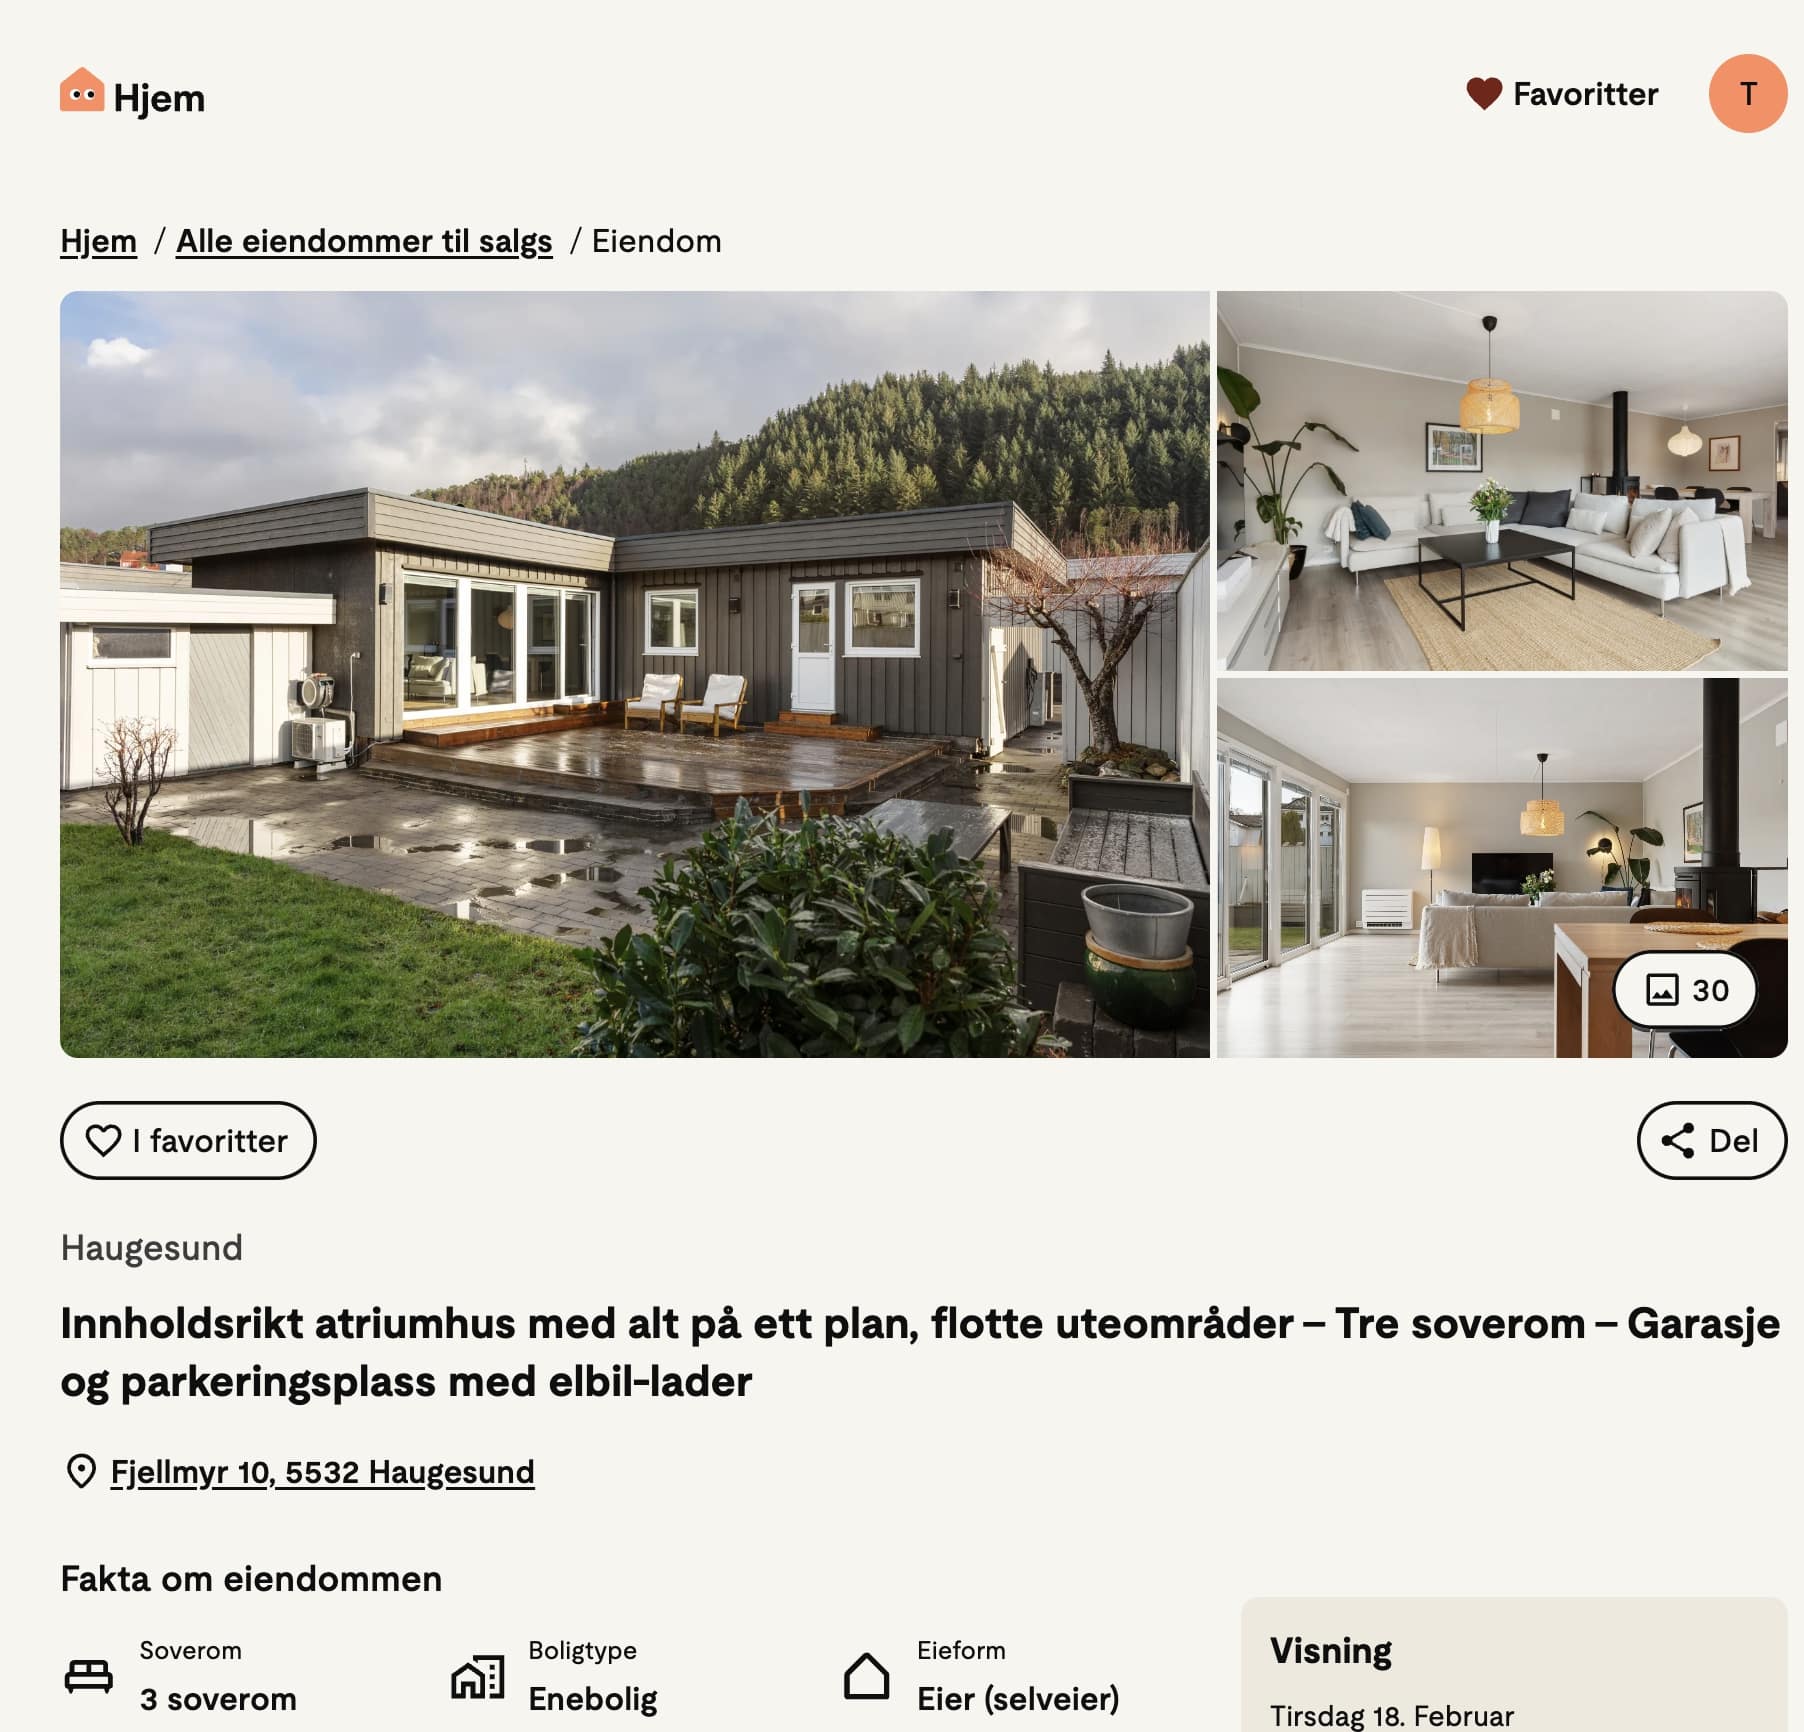 Hjem
Favoritter
T
Hjem / Alle eiendommer til salgs / Eiendom
30
I favoritter
Del
Haugesund
Innholdsrikt atriumhus med alt på ett plan, flotte uteområder – Tre soverom – Garasje
og parkeringsplass med elbil-lader
Fjellmyr 10, 5532 Haugesund
Fakta om eiendommen
Soverom
3 soverom
Boligtype
Enebolig
Eieform
Eier (selveier)
Visning
Tirsdag 18. Februar